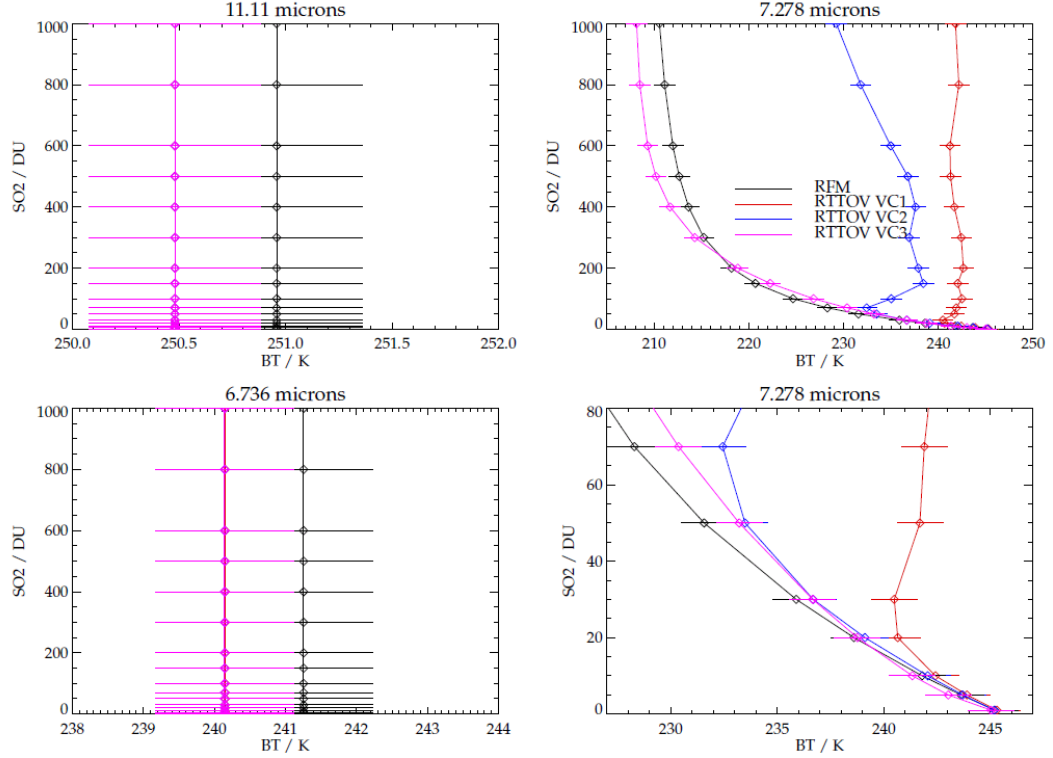 11.11 microns
1000
800
600
400
200
0
SO2 / DU
250.0 250.5 251.0 251.5 252.0
BT / K
7.278 microns
1000
800
600
400
200
0
SO2 / DU
RFM
RTTOV VC1
RTTOV VC2
RTTOV VC3
210 220 230 240 250
BT / K
6.736 microns
1000
800
600
400
200
0
SO2 / DU
238 239 240 241 242 243 244
BT / K
7.278 microns
80
60
40
20
0
SO2 / DU
230 235 240 245
BT / K